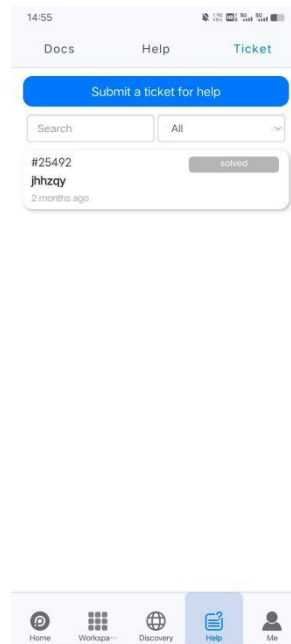 14:55
Docs Help Ticket
Submit a ticket for help
Search All
#25492 solved
jhhzqy
2 months ago
Home Workspa··· Discovery Help Me